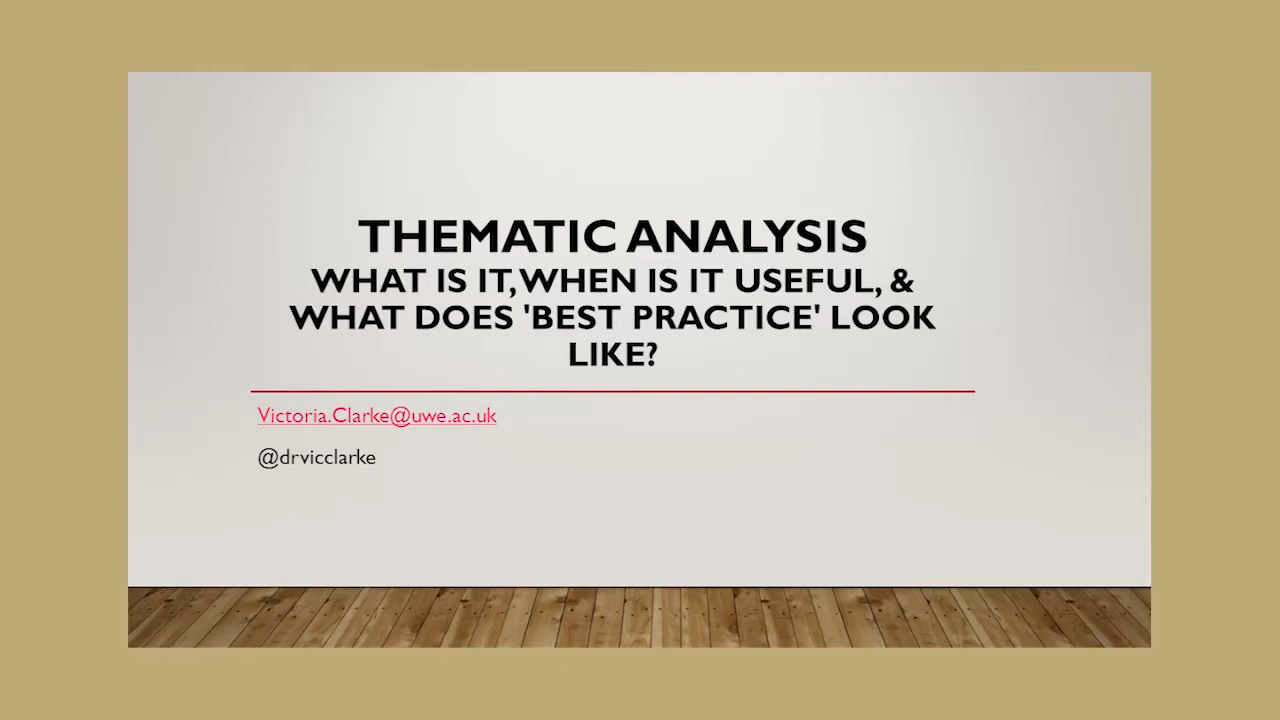 THEMATIC ANALYSIS
WHAT IS IT, WHEN IS IT USEFUL, &
WHAT DOES 'BEST PRACTICE' LOOK
LIKE?
Victoria.Clarke@uwe.ac.uk
@drvicclarke